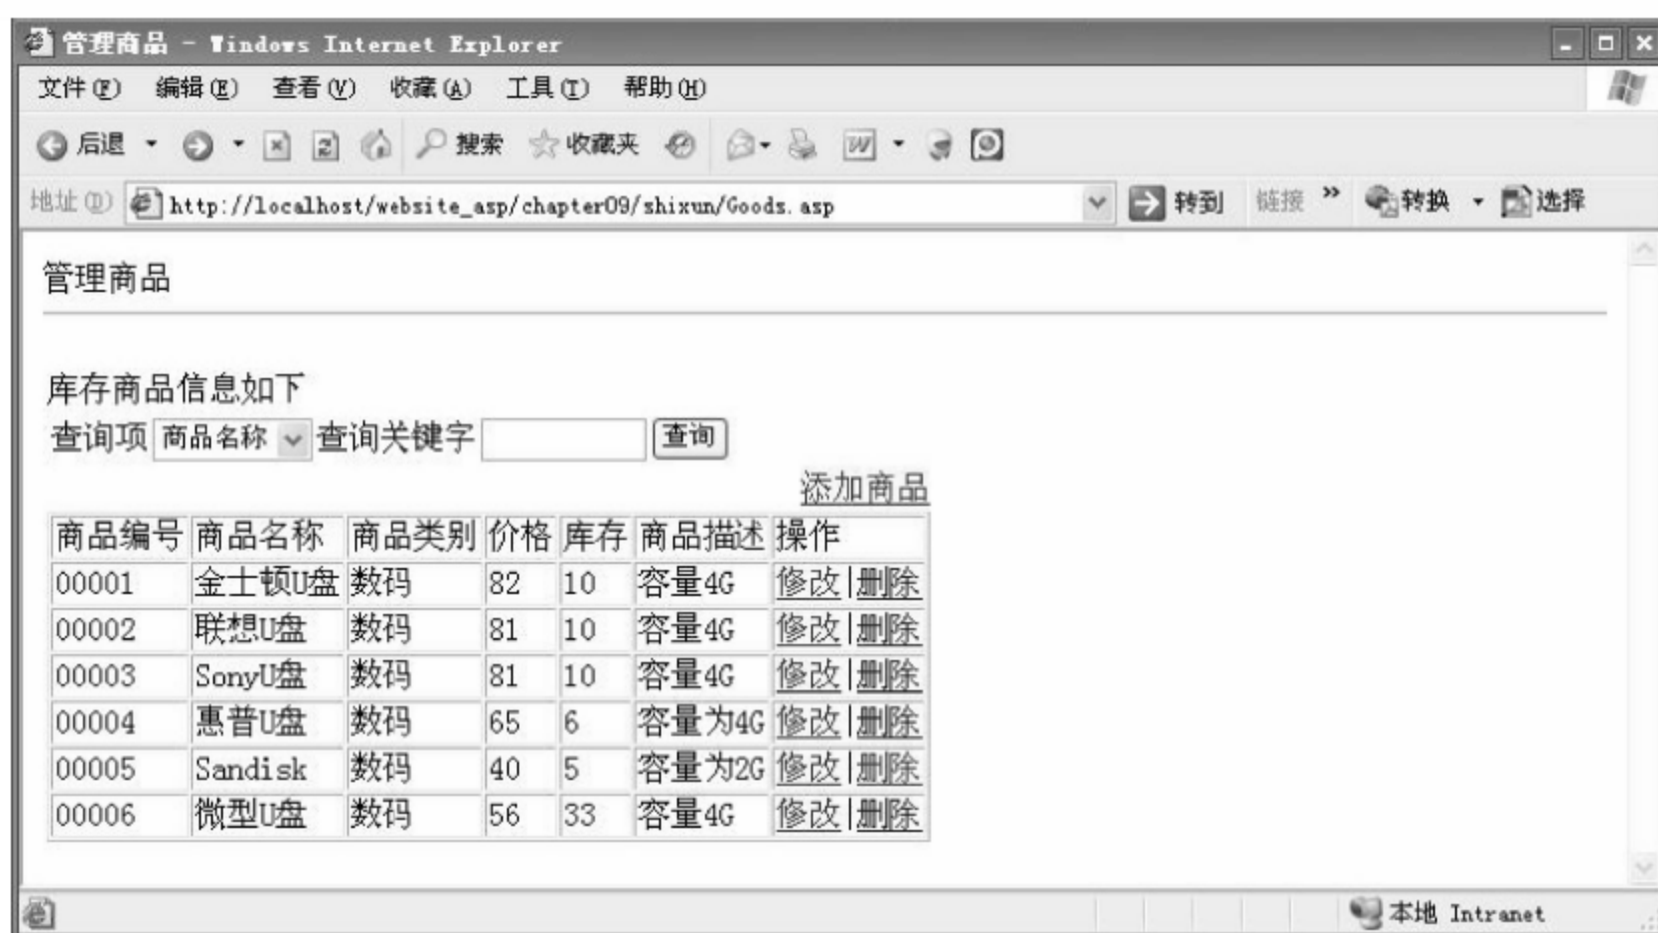 管理商品 - Windows Internet Explorer
文件(F) 编辑(E) 查看(V) 收藏(A) 工具(T) 帮助(H)
后退 搜索 收藏夹
地址(D) http://localhost/website_asp/chapter09/shixun/Goods.asp 转到 链接 » 转换 选择
管理商品
库存商品信息如下
查询项 商品名称 查询关键字 查询
添加商品
商品编号 商品名称 商品类别 价格 库存 商品描述 操作
00001 金士顿U盘 数码 82 10 容量4G 修改|删除
00002 联想U盘 数码 81 10 容量4G 修改|删除
00003 SonyU盘 数码 81 10 容量4G 修改|删除
00004 惠普U盘 数码 65 6 容量为4G 修改|删除
00005 Sandisk 数码 40 5 容量为2G 修改|删除
00006 微型U盘 数码 56 33 容量4G 修改|删除
本地 Intranet